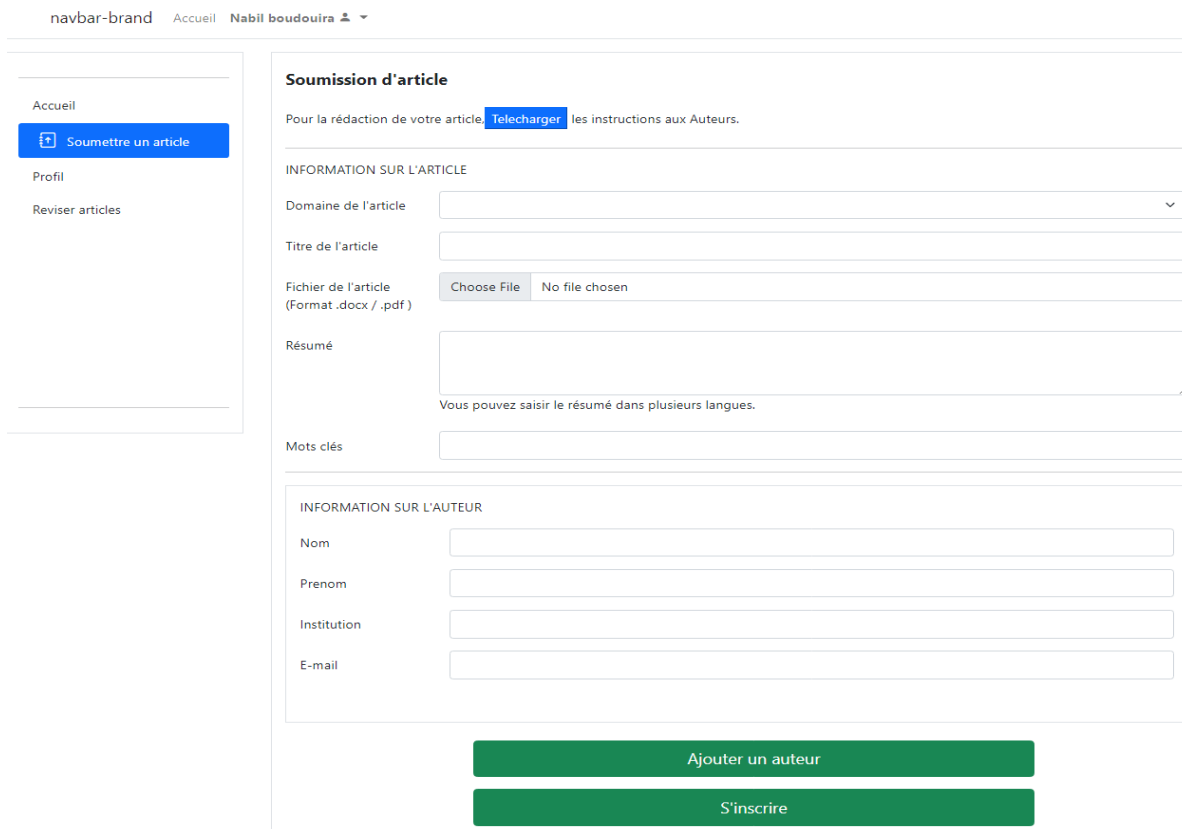 navbar-brand Accueil Nabil boudouira
Accueil
Soumettre un article
Profil
Reviser articles
Soumission d'article
Pour la rédaction de votre article, Telecharger les instructions aux Auteurs.
INFORMATION SUR L'ARTICLE
Domaine de l'article
Titre de l'article
Fichier de l'article
(Format .docx / .pdf )
Choose File No file chosen
Résumé
Vous pouvez saisir le résumé dans plusieurs langues.
Mots clés
INFORMATION SUR L'AUTEUR
Nom
Prenom
Institution
E-mail
Ajouter un auteur
S'inscrire